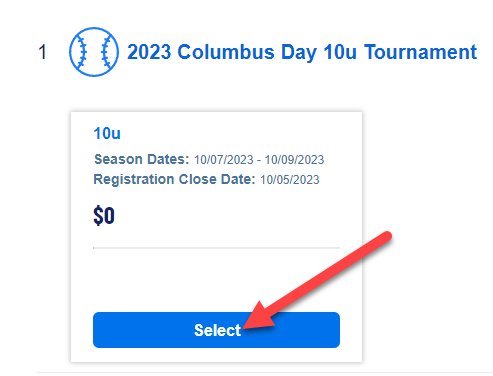 1 2023 Columbus Day 10u Tournament
10u
Season Dates: 10/07/2023 - 10/09/2023
Registration Close Date: 10/05/2023
$0
Select